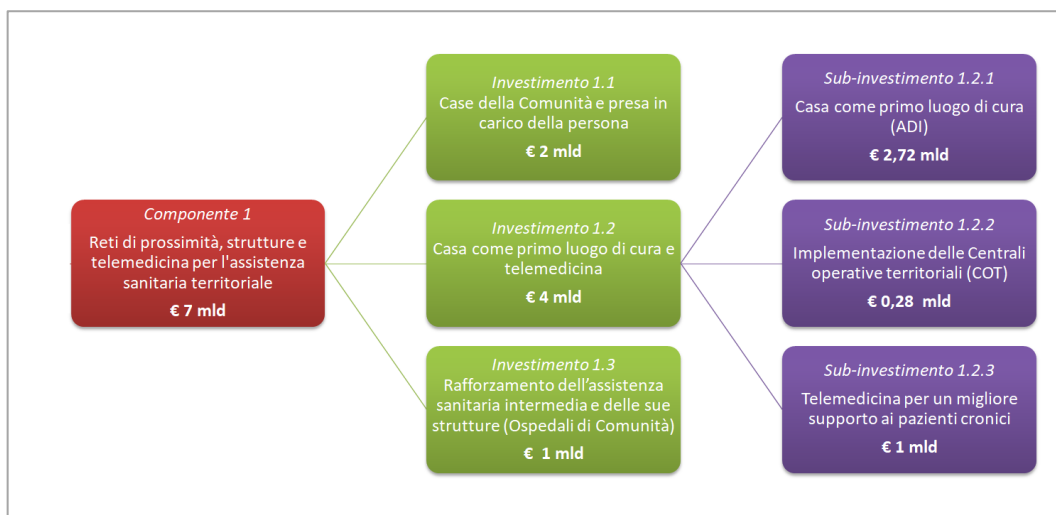 Componente 1
Reti di prossimità, strutture e
telemedicina per l'assistenza
sanitaria territoriale
€ 7 mld
Investimento 1.1
Case della Comunità e presa in
carico della persona
€ 2 mld
Investimento 1.2
Casa come primo luogo di cura e
telemedicina
€ 4 mld
Investimento 1.3
Rafforzamento dell’assistenza
sanitaria intermedia e delle sue
strutture (Ospedali di Comunità)
€ 1 mld
Sub-investimento 1.2.1
Casa come primo luogo di cura
(ADI)
€ 2,72 mld
Sub-investimento 1.2.2
Implementazione delle Centrali
operative territoriali (COT)
€ 0,28 mld
Sub-investimento 1.2.3
Telemedicina per un migliore
supporto ai pazienti cronici
€ 1 mld